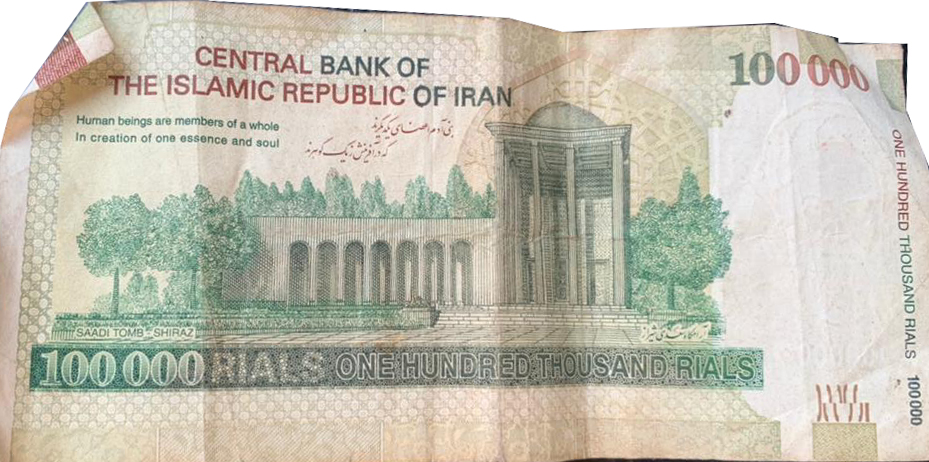 CENTRAL BANK OF
THE ISLAMIC REPUBLIC OF IRAN
100 000
Human beings are members of a whole
In creation of one essence and soul
بنی آدم اعضای یکدیگرند
که در آفرینش ز یک گوهرند
ONE HUNDRED THOUSAND RIALS 100 000
SAADI TOMB - SHIRAZ
آرامگاه سعدی شیراز
100 000 RIALS ONE HUNDRED THOUSAND RIALS